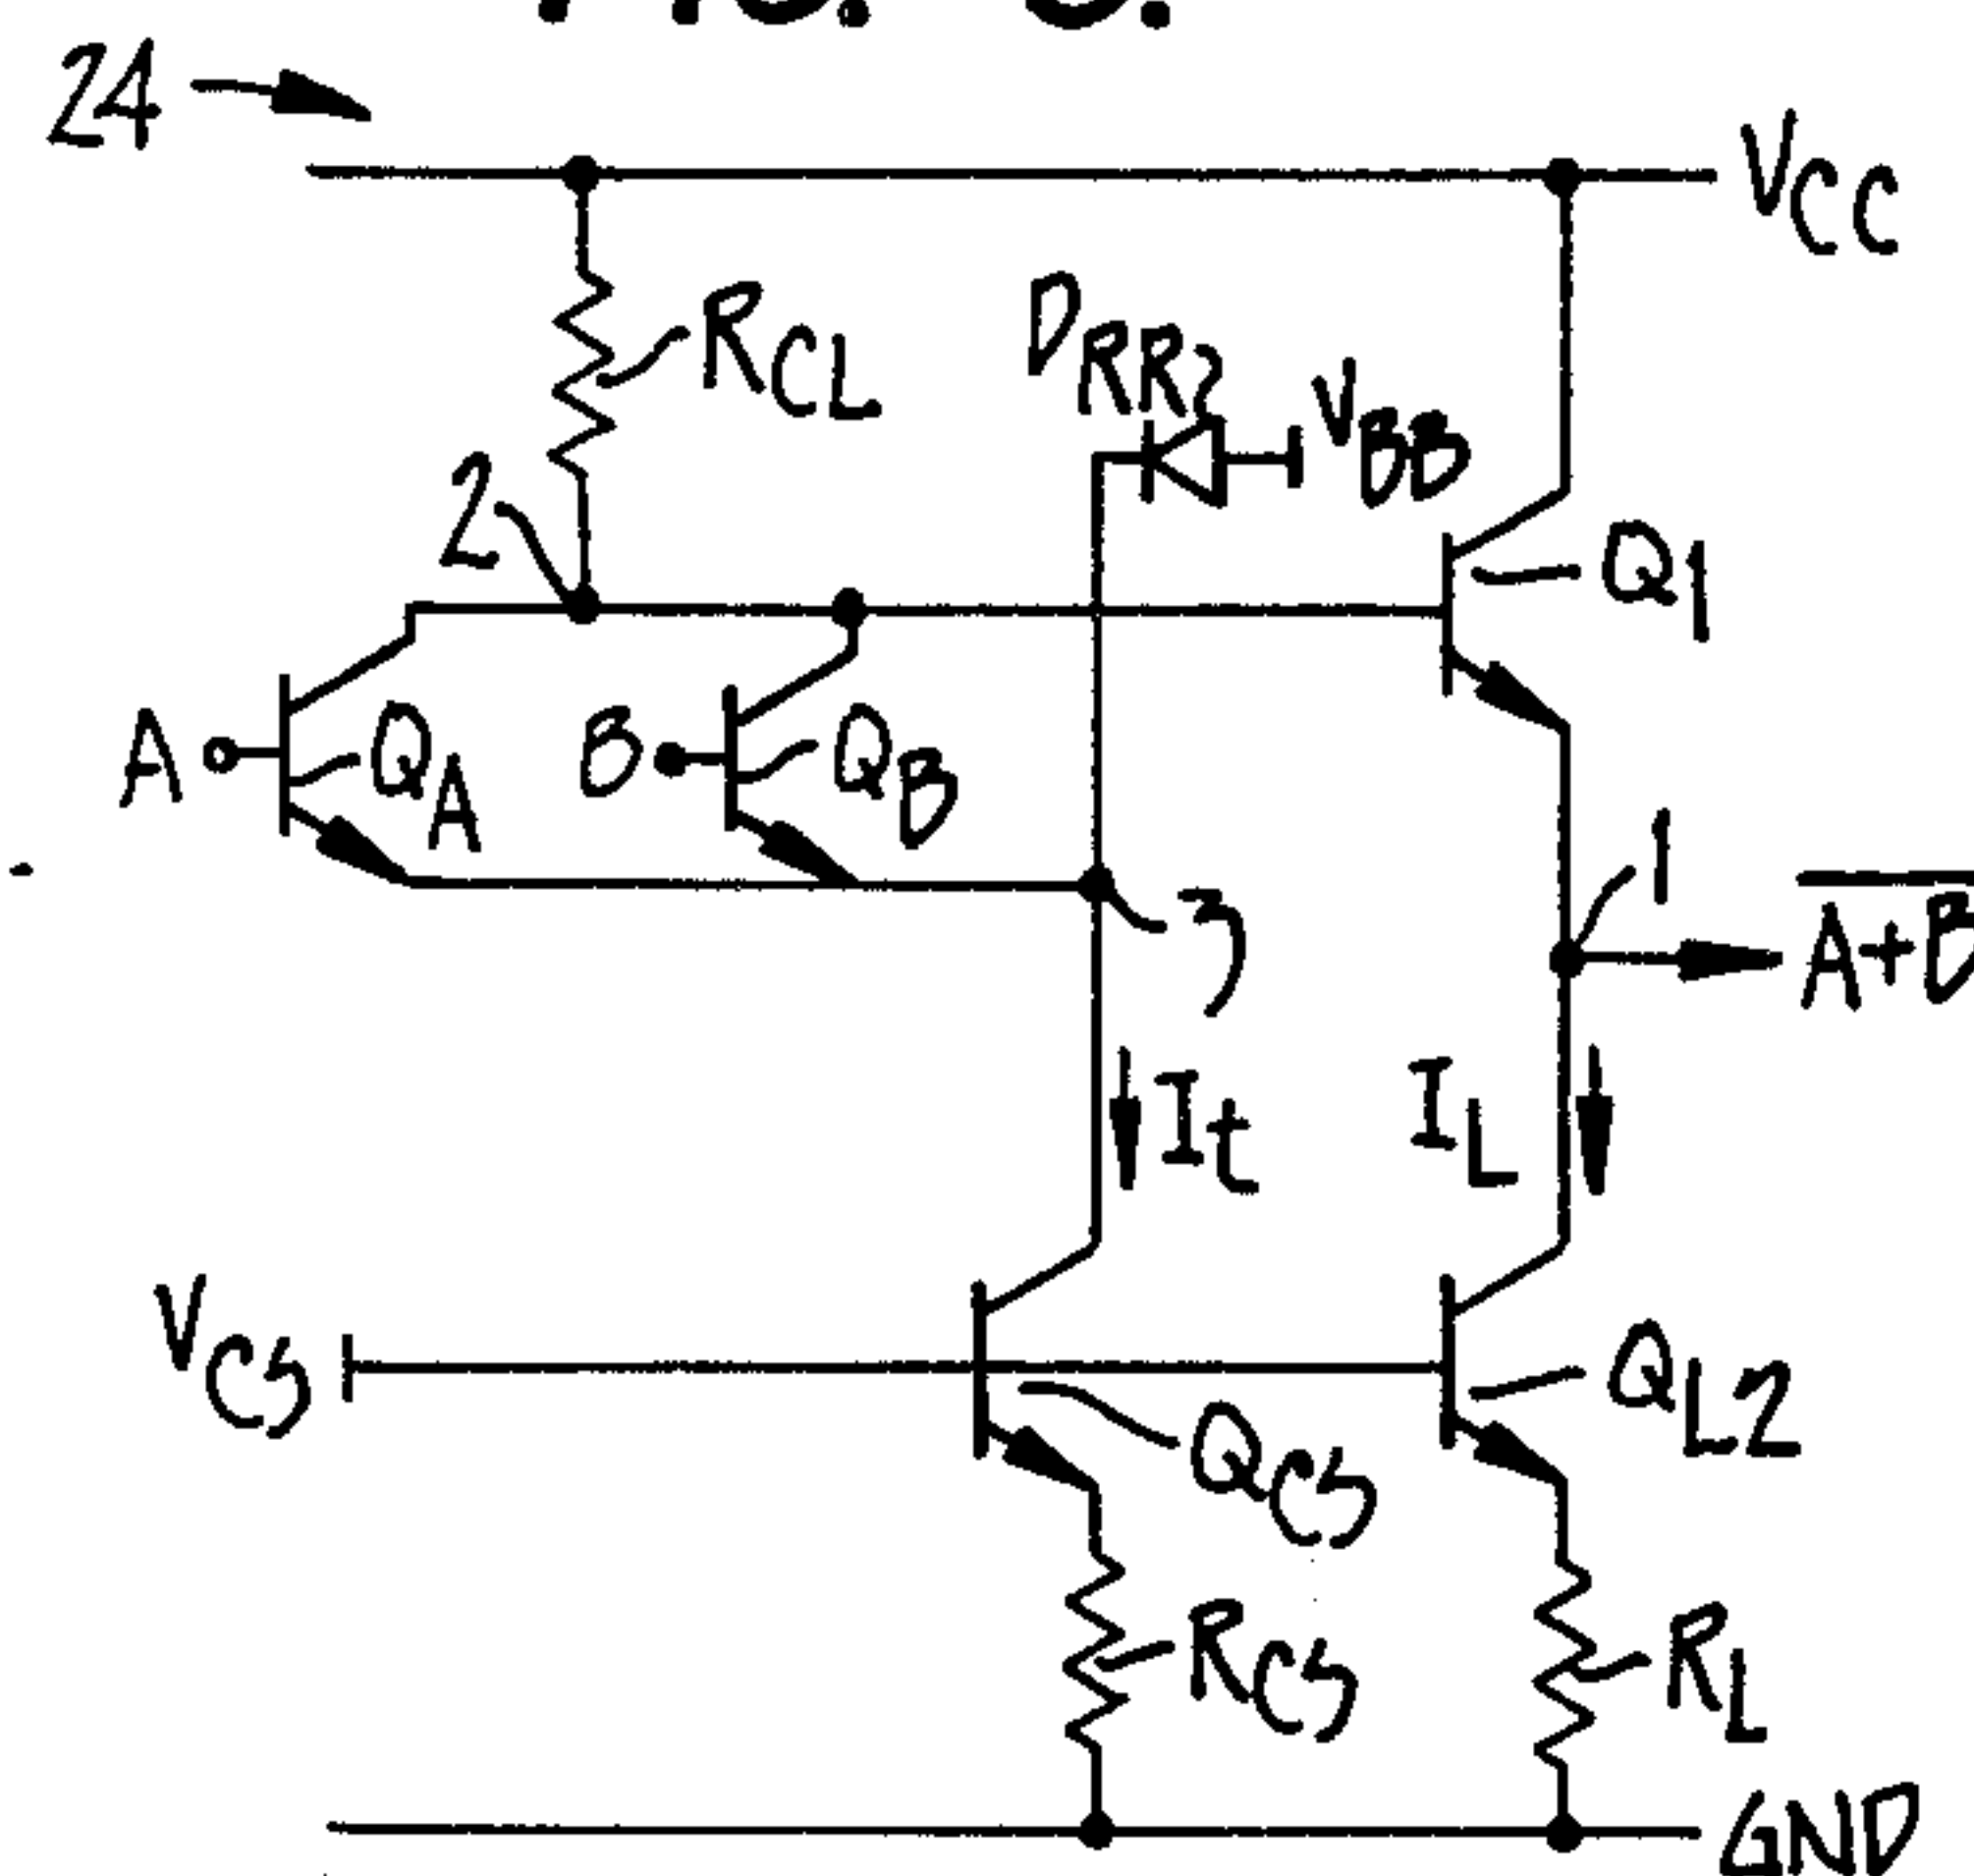 24
VCC
RCL
DRR2
VBB
2
Q1
A
QA
B
QB
1
3
A+B
It
IL
VCS
QCS
QL2
RCS
RL
GND